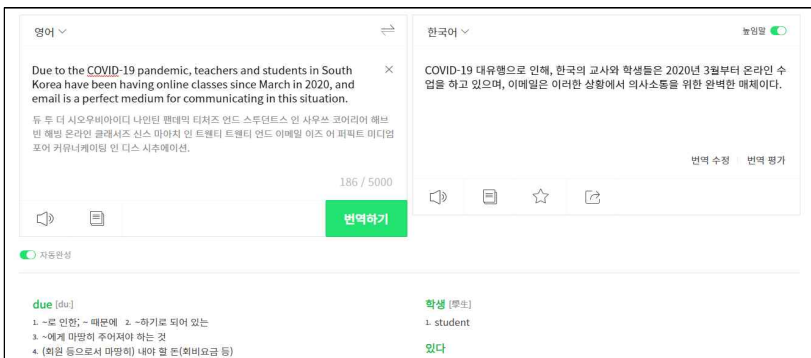 영어
한국어
높임말
Due to the COVID-19 pandemic, teachers and students in South
Korea have been having online classes since March in 2020, and
email is a perfect medium for communicating in this situation.
듀 투 더 시오우비아이디 나인틴 팬데믹 티처즈 언드 스투던트스 인 사우쓰 코어리어 해브
빈 해빙 온라인 클래서즈 신스 마아치 인 트웬티 트웬티 언드 이메일 이즈 어 퍼픽트 미디엄
포어 커뮤너케이팅 인 디스 시추에이션.
186 / 5000
번역하기
COVID-19 대유행으로 인해, 한국의 교사와 학생들은 2020년 3월부터 온라인 수
업을 하고 있으며, 이메일은 이러한 상황에서 의사소통을 위한 완벽한 매체이다.
번역 수정
번역 평가
자동완성
due [du:]
1. ~로 인한; ~ 때문에 2. ~하기로 되어 있는
3. ~에게 마땅히 주어져야 하는 것
4. (회원 등으로서 마땅히) 내야 할 돈(회비요금 등)
학생 [學生]
1. student
있다